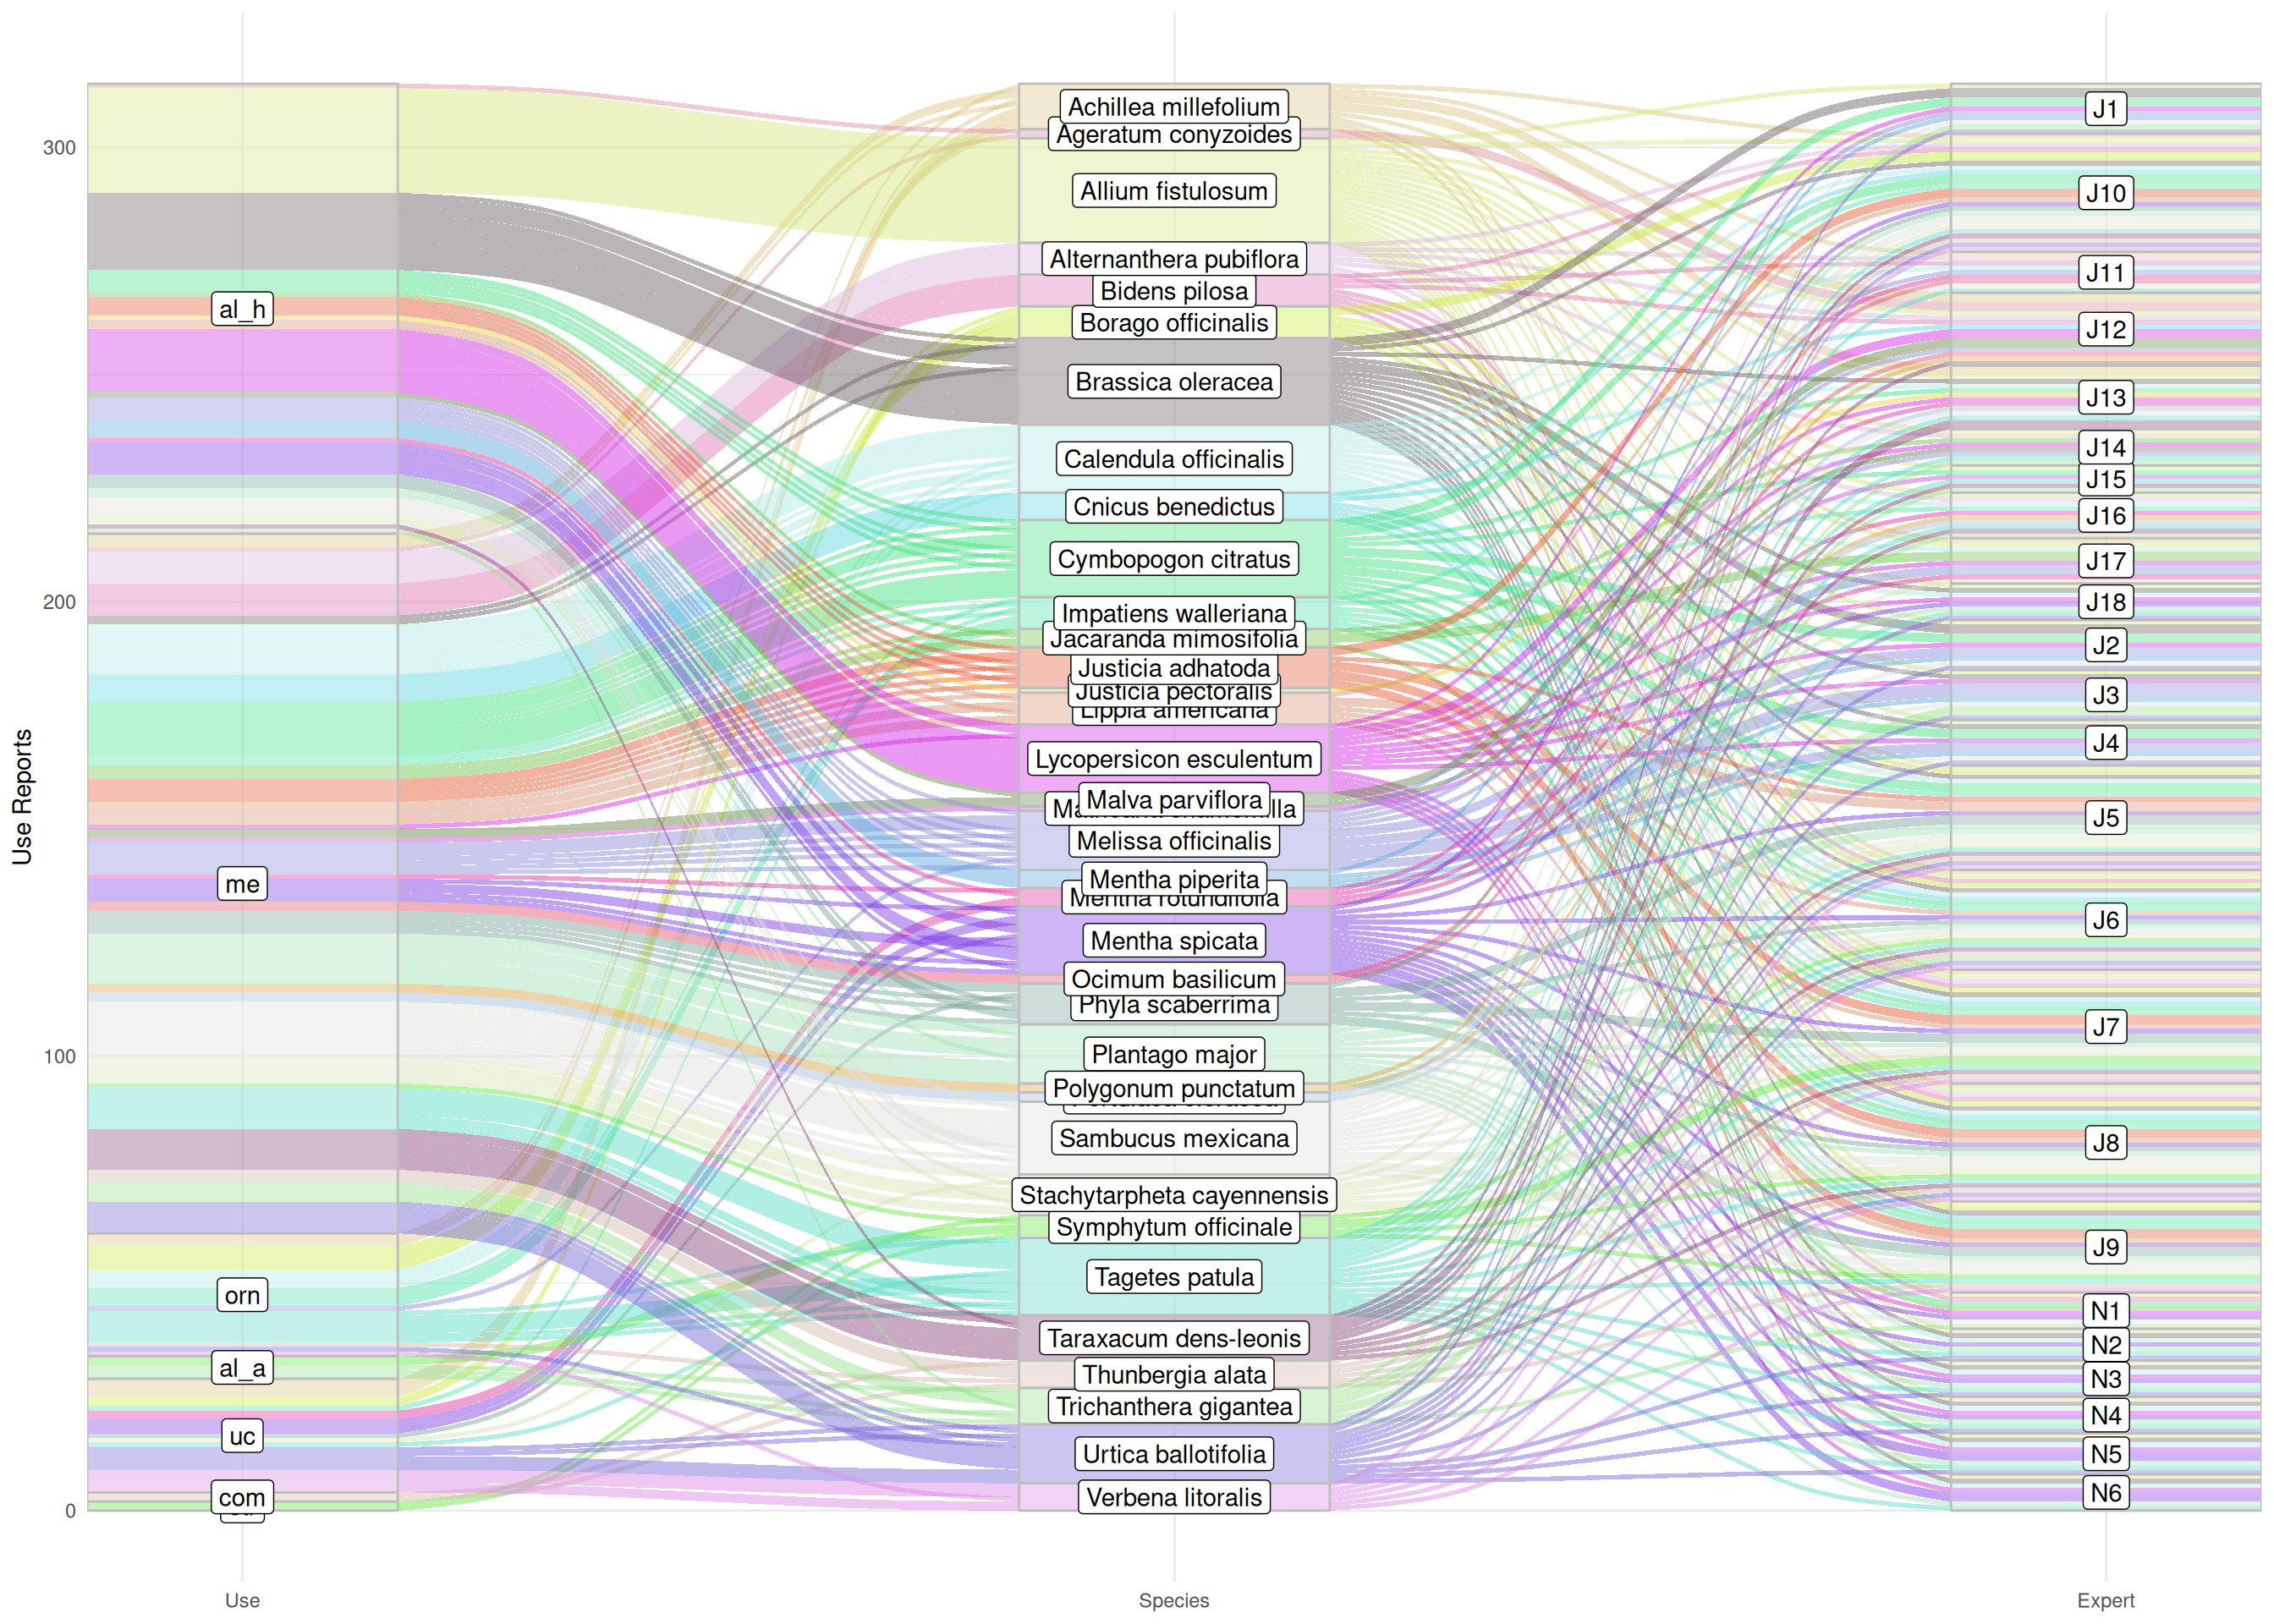 Use Reports
300
200
100
0
al_h
me
orn
al_a
uc
com
Achillea millefolium
Ageratum conyzoides
Allium fistulosum
Alternanthera pubiflora
Bidens pilosa
Borago officinalis
Brassica oleracea
Calendula officinalis
Cnicus benedictus
Cymbopogon citratus
Impatiens walleriana
Jacaranda mimosifolia
Justicia adhatoda
Justicia pectoralis
Lippia americana
Lycopersicon esculentum
Malva parviflora
Melissa officinalis
Mentha piperita
Mentha rotundifolia
Mentha spicata
Ocimum basilicum
Phyla scaberrima
Plantago major
Polygonum punctatum
Sambucus mexicana
Stachytarpheta cayennensis
Symphytum officinale
Tagetes patula
Taraxacum dens-leonis
Thunbergia alata
Trichanthera gigantea
Urtica ballotifolia
Verbena litoralis
J1
J10
J11
J12
J13
J14
J15
J16
J17
J18
J2
J3
J4
J5
J6
J7
J8
J9
N1
N2
N3
N4
N5
N6
Use
Species
Expert